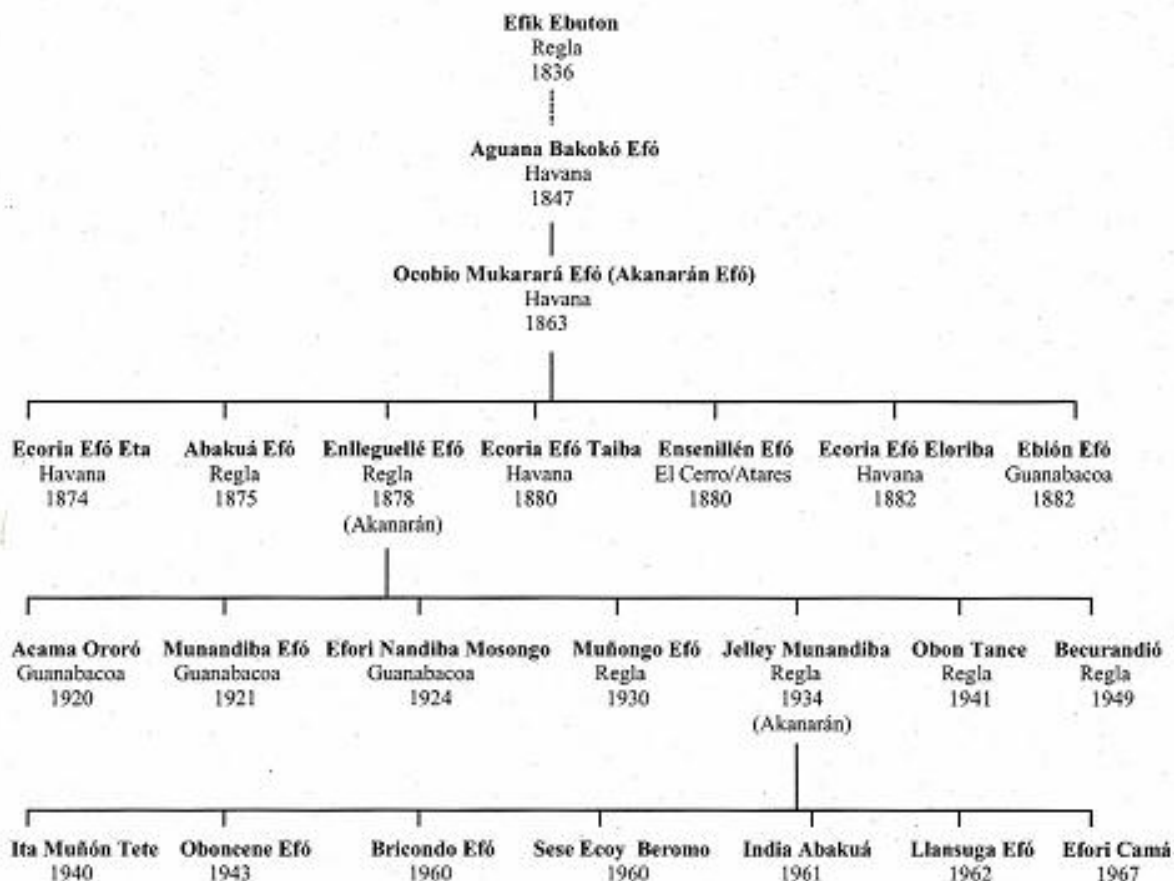 Efik Ebuton
Regla
1836
Aguana Bakokó Efó
Havana
1847
Ocobio Mukarará Efó (Akanarán Efó)
Havana
1863
Ecoria Efó Eta Abakuá Efó Enlleguellé Efó Ecoria Efó Taiba Ensenillén Efó Ecoria Efó Eloriba Ebión Efó
Havana Regla Regla Havana El Cerro/Atares Havana Guanabacoa
1874 1875 1878 1880 1880 1882 1882
(Akanarán)
Acama Ororó Munandiba Efó Efori Nandiba Mosongo Muñongo Efó Jelley Munandiba Obon Tance Becurandió
Guanabacoa Guanabacoa Guanabacoa Regla Regla Regla Regla
1920 1921 1924 1930 1934 1941 1949
(Akanarán)
Ita Muñón Tete Oboncene Efó Bricondo Efó Sese Ecoy Beromo India Abakuá Llansuga Efó Efori Camá
1940 1943 1960 1960 1961 1962 1967